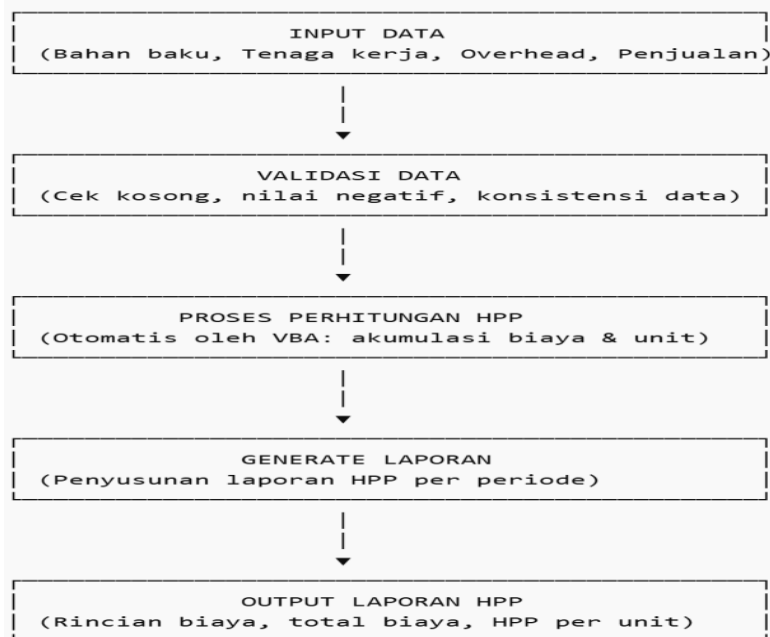 INPUT DATA
(Bahan baku, Tenaga kerja, Overhead, Penjualan)
VALIDASI DATA
(Cek kosong, nilai negatif, konsistensi data)
PROSES PERHITUNGAN HPP
(Otomatis oleh VBA: akumulasi biaya & unit)
GENERATE LAPORAN
(Penyusunan laporan HPP per periode)
OUTPUT LAPORAN HPP
(Rincian biaya, total biaya, HPP per unit)